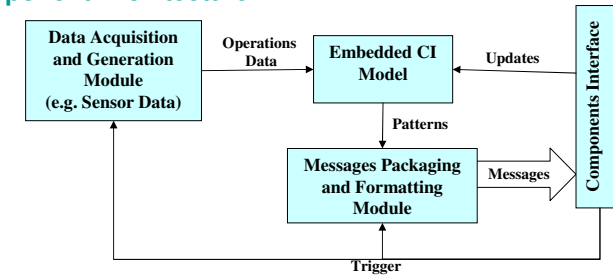 Data Acquisition
and Generation
Module
(e.g. Sensor Data)
Operations
Data
Embedded CI
Model
Updates
Components Interface
Patterns
Messages Packaging
and Formatting
Module
Messages
Trigger